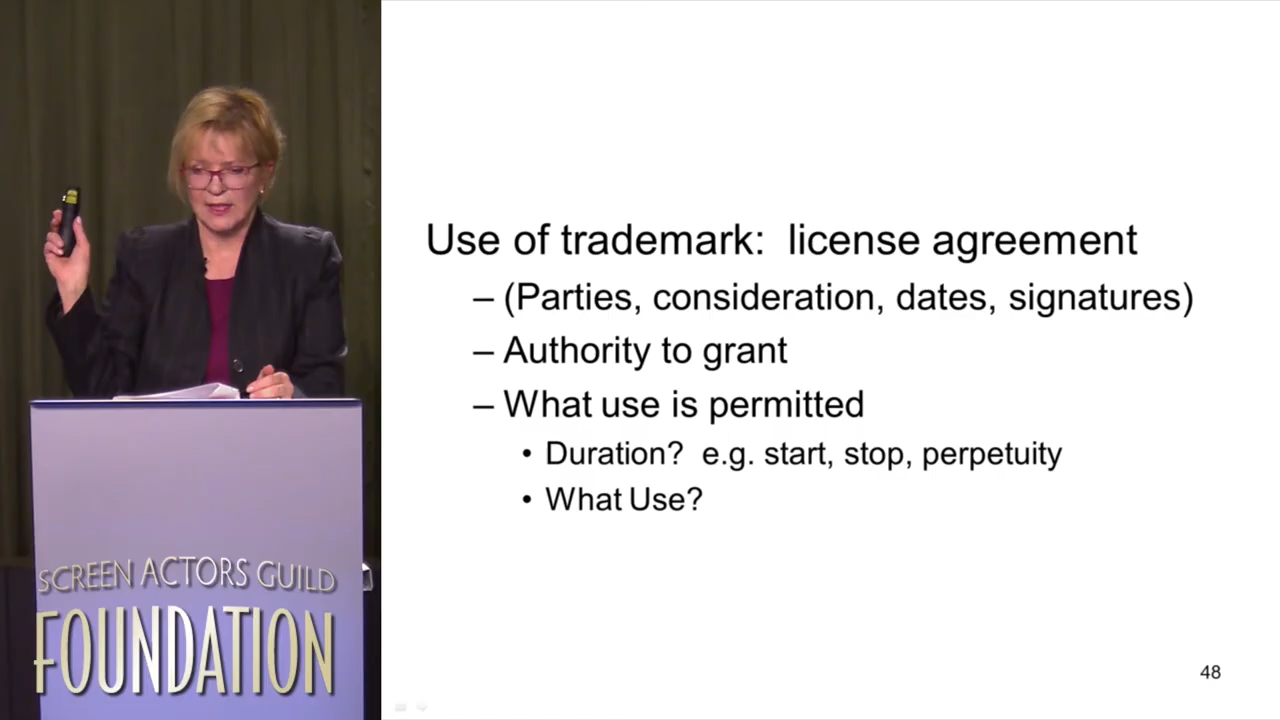 Use of trademark:  license agreement
– (Parties, consideration, dates, signatures)
– Authority to grant
– What use is permitted
• Duration?  e.g. start, stop, perpetuity
• What Use?
48
SCREEN ACTORS GUILD
FOUNDATION